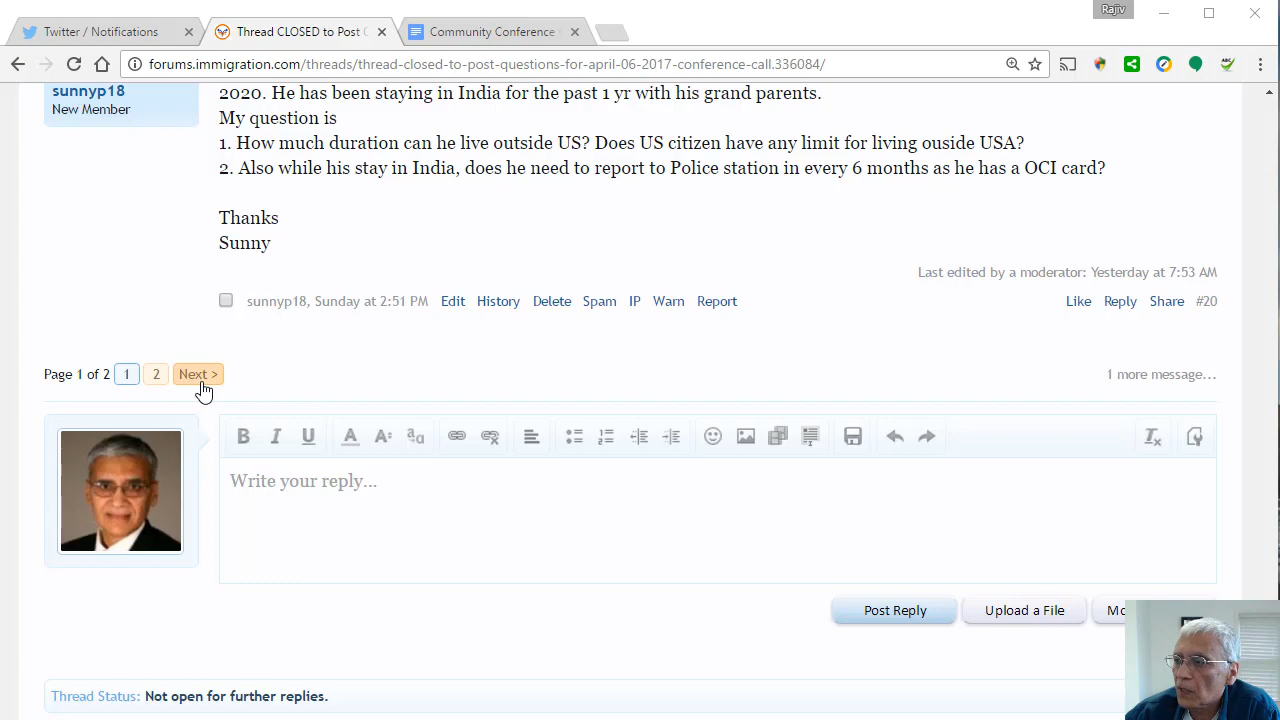 Rajiv
Twitter / Notifications
Thread CLOSED to Post
Community Conference
forums.immigration.com/threads/thread-closed-to-post-questions-for-april-06-2017-conference-call.336084/
sunnyp18
New Member
2020. He has been staying in India for the past 1 yr with his grand parents.
My question is
1. How much duration can he live outside US? Does US citizen have any limit for living ouside USA?
2. Also while his stay in India, does he need to report to Police station in every 6 months as he has a OCI card?
Thanks
Sunny
Last edited by a moderator: Yesterday at 7:53 AM
sunnyp18, Sunday at 2:51 PM Edit History Delete Spam IP Warn Report Like Reply Share #20
Page 1 of 2 1 2 Next > 1 more message...
Write your reply...
Post Reply Upload a File
Thread Status: Not open for further replies.